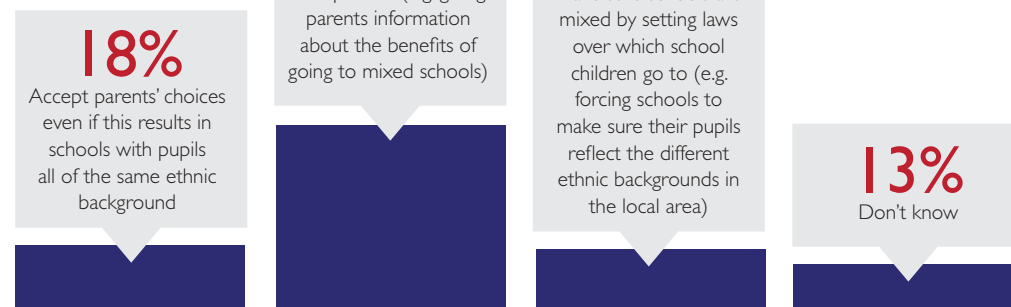 18%
Accept parents' choices
even if this results in
schools with pupils
all of the same ethnic
background
parents information
about the benefits of
going to mixed schools)
mixed by setting laws
over which school
children go to (e.g.
forcing schools to
make sure their pupils
reflect the different
ethnic backgrounds in
the local area)
13%
Don't know